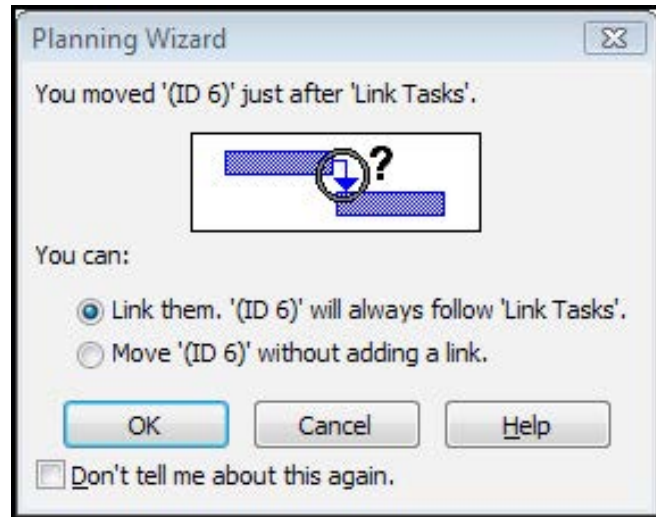 Planning Wizard
You moved '(ID 6)' just after 'Link Tasks'.
?
You can:
Link them. '(ID 6)' will always follow 'Link Tasks'.
Move '(ID 6)' without adding a link.
OK Cancel Help
Don't tell me about this again.